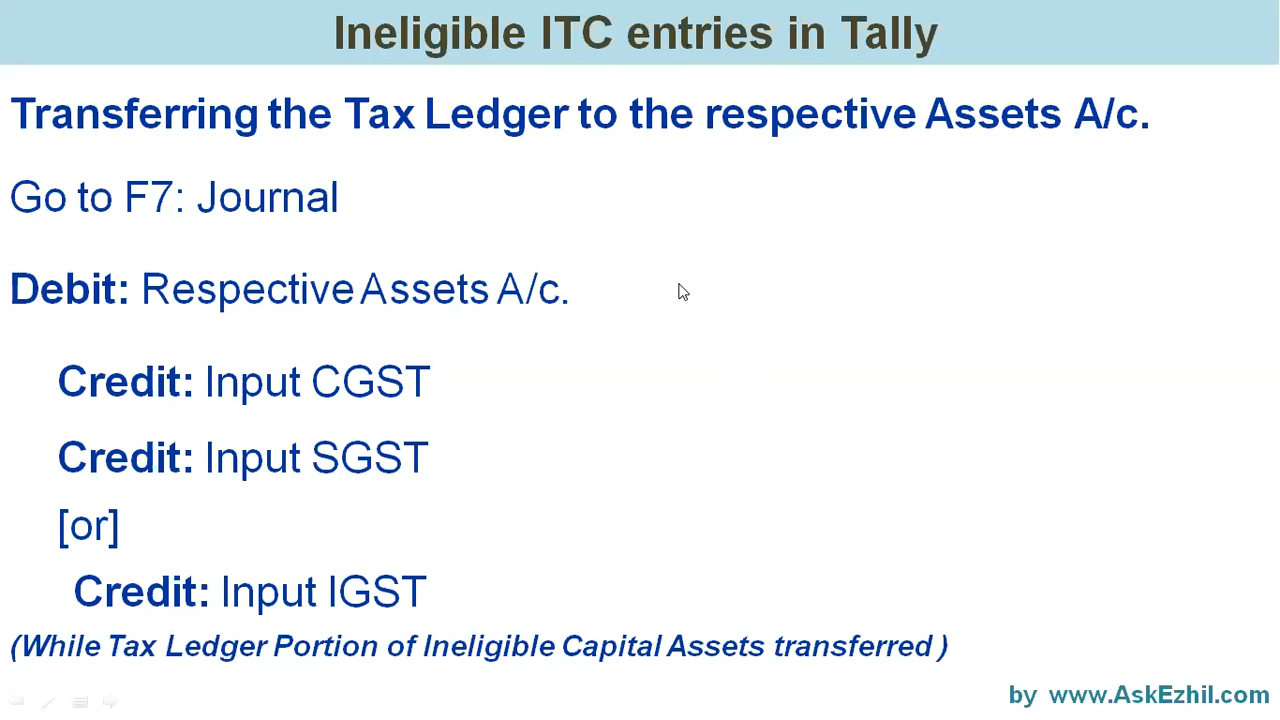 Ineligible ITC entries in Tally
Transferring the Tax Ledger to the respective Assets A/c.
Go to F7: Journal
Debit: Respective Assets A/c.
Credit: Input CGST
Credit: Input SGST
[or]
Credit: Input IGST
(While Tax Ledger Portion of Ineligible Capital Assets transferred )
by www.AskEzhil.com